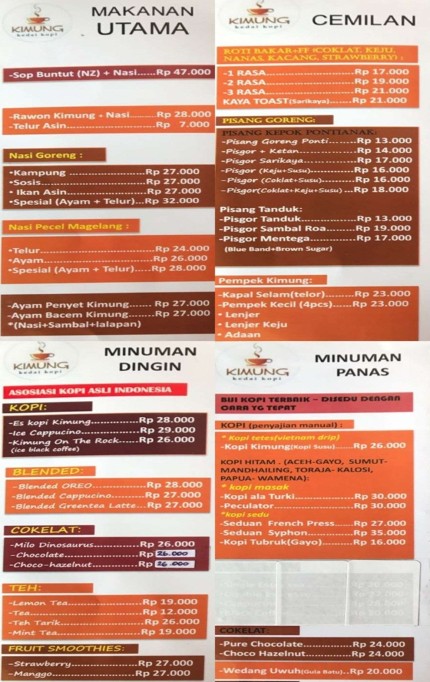 KIMUNG
kedai kopi
MAKANAN
UTAMA
-Sop Buntut (NZ) + Nasi......Rp 47.000
-Rawon Kimung + Nasi........Rp 28.000
-Telur Asin..........................Rp 7.000
Nasi Goreng :
•Kampung ..........................Rp 27.000
•Sosis.................................Rp 27.000
• Ikan Asin..........................Rp 27.000
•Spesial (Ayam + Telur)...Rp 32.000
Nasi Pecel Magelang :
•Telur.................................Rp 24.000
•Ayam................................Rp 26.000
•Spesial (Ayam + Telur).....Rp 28.000
-Ayam Penyet Kimung.......Rp 27.000
-Ayam Bacem Kimung.......Rp 27.000
*(Nasi+Sambal+lalapan)
KIMUNG
kedai kopi
CEMILAN
ROTI BAKAR+FF (COKLAT, KEJU,
NANAS, KACANG, STRAWBERRY) :
-1 RASA.............................Rp 17.000
-2 RASA.............................Rp 19.000
-3 RASA.............................Rp 21.000
KAYA TOAST(Sarikaya)........Rp 21.000
PISANG GORENG:
PISANG KEPOK PONTIANAK:
-Pisang Goreng Ponti.......Rp 13.000
-Pisgor + Ketan................Rp 14.000
-Pisgor Sarikaya...............Rp 17.000
-Pisgor (Keju+Susu)...........Rp 16.000
-Pisgor (Coklat+Susu)........Rp 16.000
-Pisgor(Coklat+Keju+Susu) ...Rp 18.000
Pisang Tanduk:
-Pisgor Tanduk.................Rp 13.000
-Pisgor Sambal Roa..........Rp 19.000
-Pisgor Mentega..............Rp 17.000
(Blue Band+Brown Sugar)
Pempek Kimung:
-Kapal Selam(telor)...........Rp 23.000
-Pempek Kecil (4pcs).......Rp 23.000
• Lenjer
• Lenjer Keju
• Adaan
KIMUNG
kedai kopi
MINUMAN
DINGIN
ASOSIASI KOPI ASLI INDONESIA
KOPI:
-Es kopi Kimung................Rp 28.000
-Ice Cappucino.................Rp 29.000
-Kimung On The Rock......Rp 26.000
(ice black coffee)
BLENDED:
-Blended OREO................Rp 28.000
-Blended Cappucino.........Rp 27.000
-Blended Greentea Latte...Rp 27.000
COKELAT:
-Milo Dinosaurus..............Rp 26.000
-Chocolate........................Rp 26.000
-Choco-hazelnut...............Rp 26.000
TEH:
-Lemon Tea......................Rp 19.000
-Tea...................................Rp 12.000
-Teh Tarik.........................Rp 26.000
-Mint Tea..........................Rp 19.000
FRUIT SMOOTHIES:
-Strawberry......................Rp 27.000
-Manggo...........................Rp 27.000
KIMUNG
kedai kopi
MINUMAN
PANAS
BIJI KOPI TERBAIK – DISEDU DENGAN
CARA YG TEPAT
KOPI (penyajian manual) :
* Kopi tetes(vietnam drip)
-Kopi Kimung(Kopi Susu).....Rp 26.000
KOPI HITAM . (ACEH-GAYO, SUMUT-
MANDHAILING, TORAJA- KALOSI,
PAPUA- WAMENA):
* kopi masak
-Kopi ala Turki..................Rp 30.000
-Peculator.........................Rp 30.000
*kopi sedu
-Seduan French Press......Rp 27.000
-Seduan Syphon...............Rp 35.000
-Kopi Tubruk(Gayo)..........Rp 16.000
COKELAT:
-Pure Chocolate...............Rp 24.000
-Choco Hazelnut..............Rp 24.000
-Wedang Uwuh(Gula Batu)..Rp 20.000